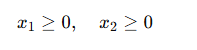 x₁ ≥ 0, x₂ ≥ 0